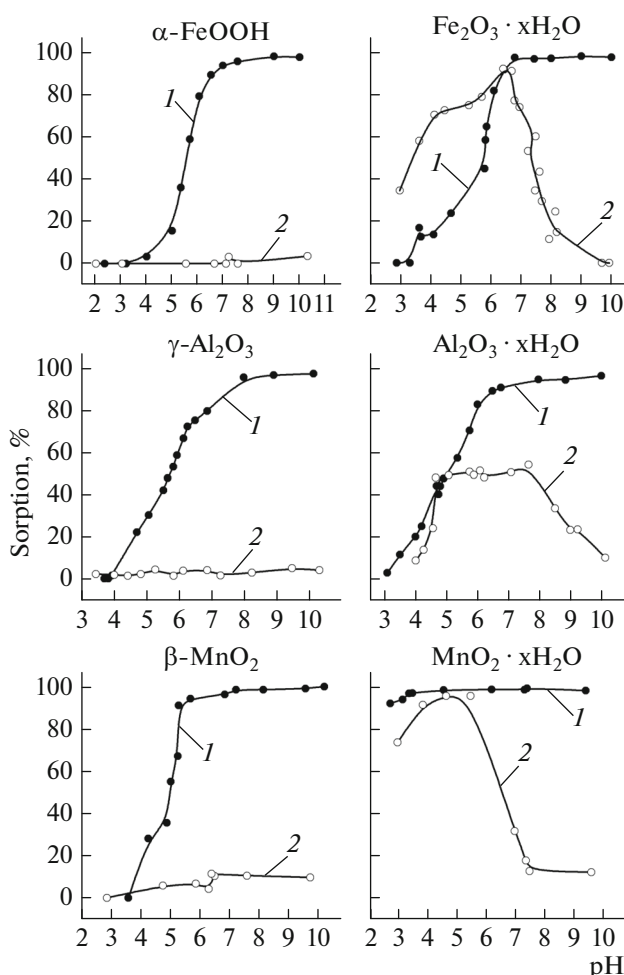 α-FeOOH
Fe₂O₃ · xH₂O
100
80
60
40
20
0
1
2
1
2
2 3 4 5 6 7 8 9 10 11
2 3 4 5 6 7 8 9 10
γ-Al₂O₃
Al₂O₃ · xH₂O
Sorption, %
100
80
60
40
20
0
1
2
1
2
3 4 5 6 7 8 9 10
3 4 5 6 7 8 9 10
β-MnO₂
MnO₂ · xH₂O
100
80
60
40
20
0
1
2
1
2
2 3 4 5 6 7 8 9 10
2 3 4 5 6 7 8 9 10
pH